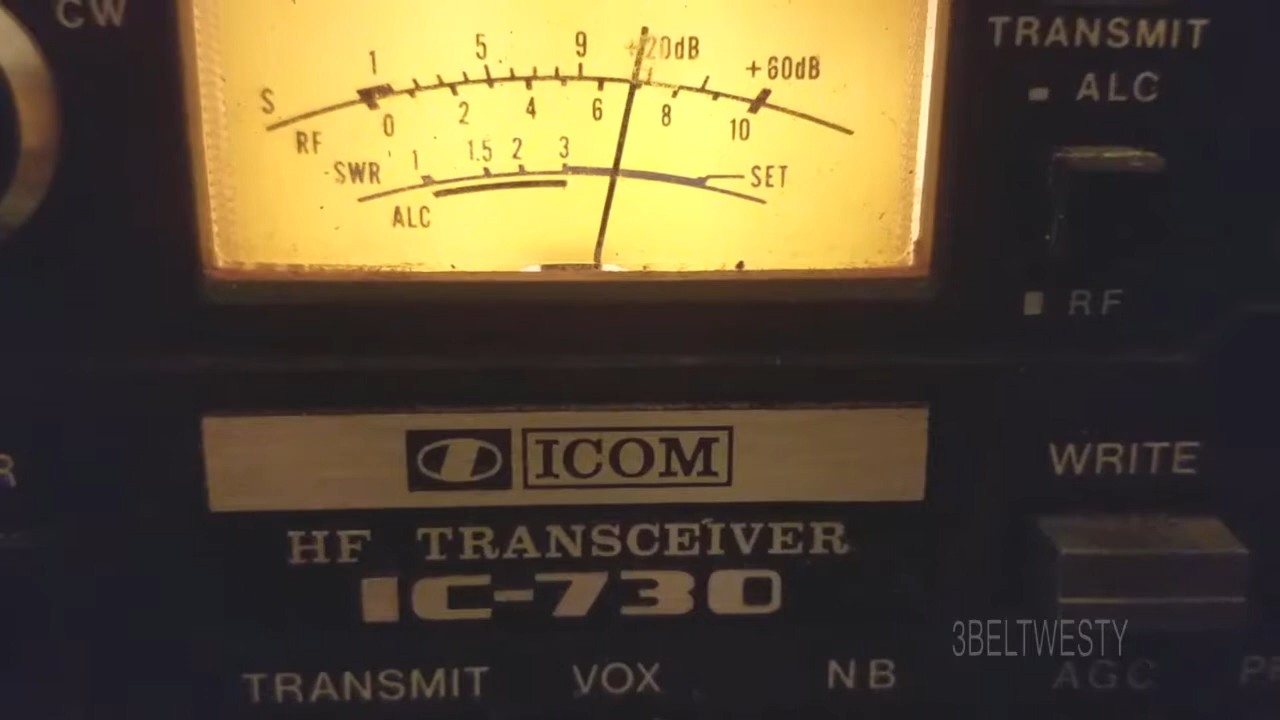 CW
TRANSMIT
1 5 9 +20dB +60dB
ALC
S
0 2 4 6 8 10
RF
SWR 1 1.5 2 3 SET
ALC
RF
ICOM
WRITE
HF TRANSCEIVER
IC-730
3BELTWESTY
TRANSMIT VOX NB AGC